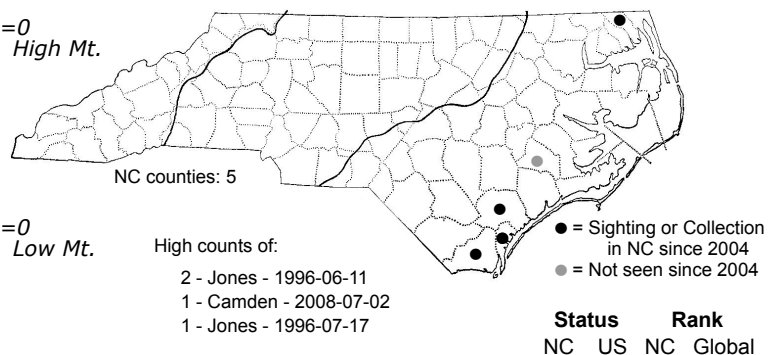 =0
High Mt.
NC counties: 5
=0
Low Mt.
High counts of:
2 - Jones - 1996-06-11
1 - Camden - 2008-07-02
1 - Jones - 1996-07-17
= Sighting or Collection
in NC since 2004
= Not seen since 2004
Status Rank
NC US NC Global